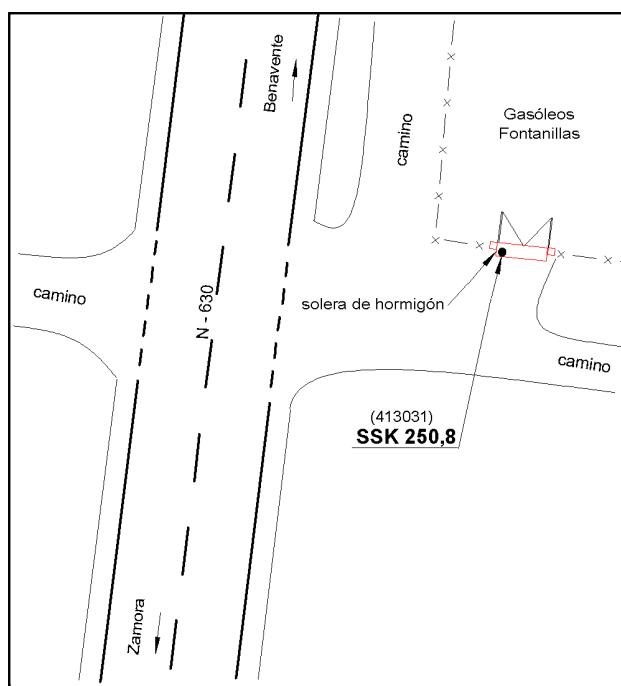 Benavente
camino
Gasóleos
Fontanillas
camino
N - 630
solera de hormigón
camino
(413031)
SSK 250,8
Zamora